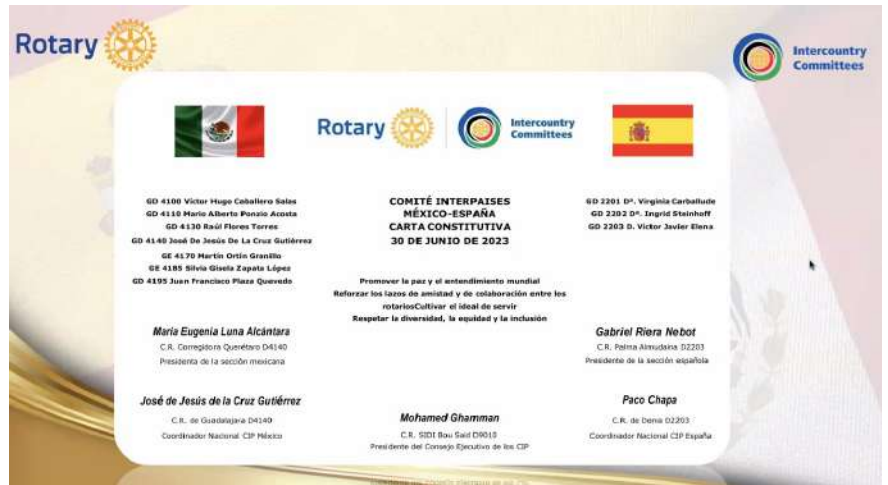 Rotary
Intercountry
Committees
Rotary
Intercountry
Committees
GD 4100 Víctor Hugo Caballero Salas
GD 4110 Mario Alberto Ponzio Acosta
GD 4130 Raúl Flores Torres
GD 4140 José De Jesús De La Cruz Gutiérrez
GE 4170 Martín Ortín Granillo
GE 4185 Silvia Gisela Zapata López
GD 4195 Juan Francisco Plaza Quevedo
COMITÉ INTERPAISES
MÉXICO-ESPAÑA
CARTA CONSTITUTIVA
30 DE JUNIO DE 2023
GD 2201 Dª. Virginia Carballude
GD 2202 Dª. Ingrid Steinhoff
GD 2203 D. Victor Javier Elena
Promover la paz y el entendimiento mundial
Reforzar los lazos de amistad y de colaboración entre los
rotariosCultivar el ideal de servir
Respetar la diversidad, la equidad y la inclusión
María Eugenia Luna Alcántara
C.R. Corregidora Querétaro D4140
Presidenta de la sección mexicana
Gabriel Riera Nebot
C.R. Palma Almudaina D2203
Presidente de la sección española
José de Jesús de la Cruz Gutiérrez
C.R. de Guadalajara D4140
Coordinador Nacional CIP México
Mohamed Ghamman
C.R. SIDI Bou Said D9010
Presidente del Consejo Ejecutivo de los CIP
Paco Chapa
C.R. de Denia D2203
Coordinador Nacional CIP España